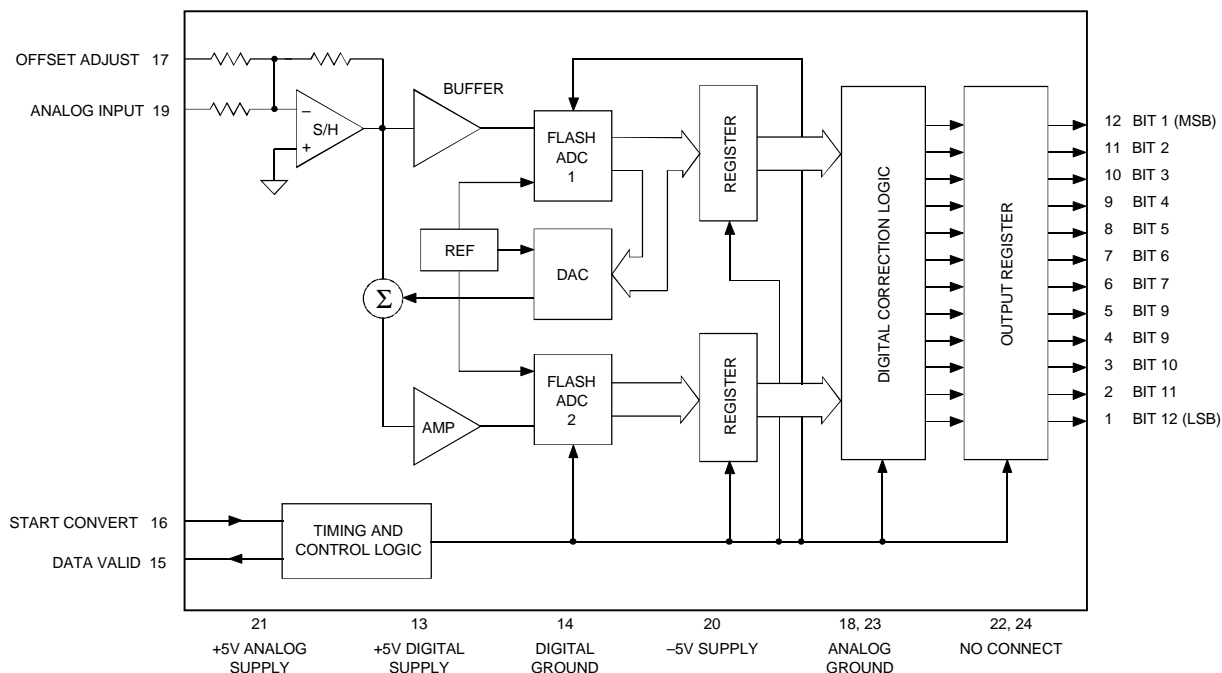 OFFSET ADJUST 17
ANALOG INPUT 19
–
S/H
+
BUFFER
FLASH
ADC
1
REGISTER
REF
DAC
Σ
AMP
FLASH
ADC
2
REGISTER
DIGITAL CORRECTION LOGIC
OUTPUT REGISTER
12 BIT 1 (MSB)
11 BIT 2
10 BIT 3
9 BIT 4
8 BIT 5
7 BIT 6
6 BIT 7
5 BIT 9
4 BIT 9
3 BIT 10
2 BIT 11
1 BIT 12 (LSB)
START CONVERT 16
DATA VALID 15
TIMING AND
CONTROL LOGIC
21
+5V ANALOG
SUPPLY
13
+5V DIGITAL
SUPPLY
14
DIGITAL
GROUND
20
–5V SUPPLY
18, 23
ANALOG
GROUND
22, 24
NO CONNECT